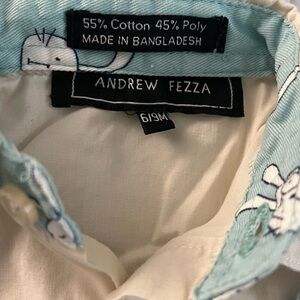 55% Cotton 45% Poly
MADE IN BANGLADESH
ANDREW FEZZA
6/9M